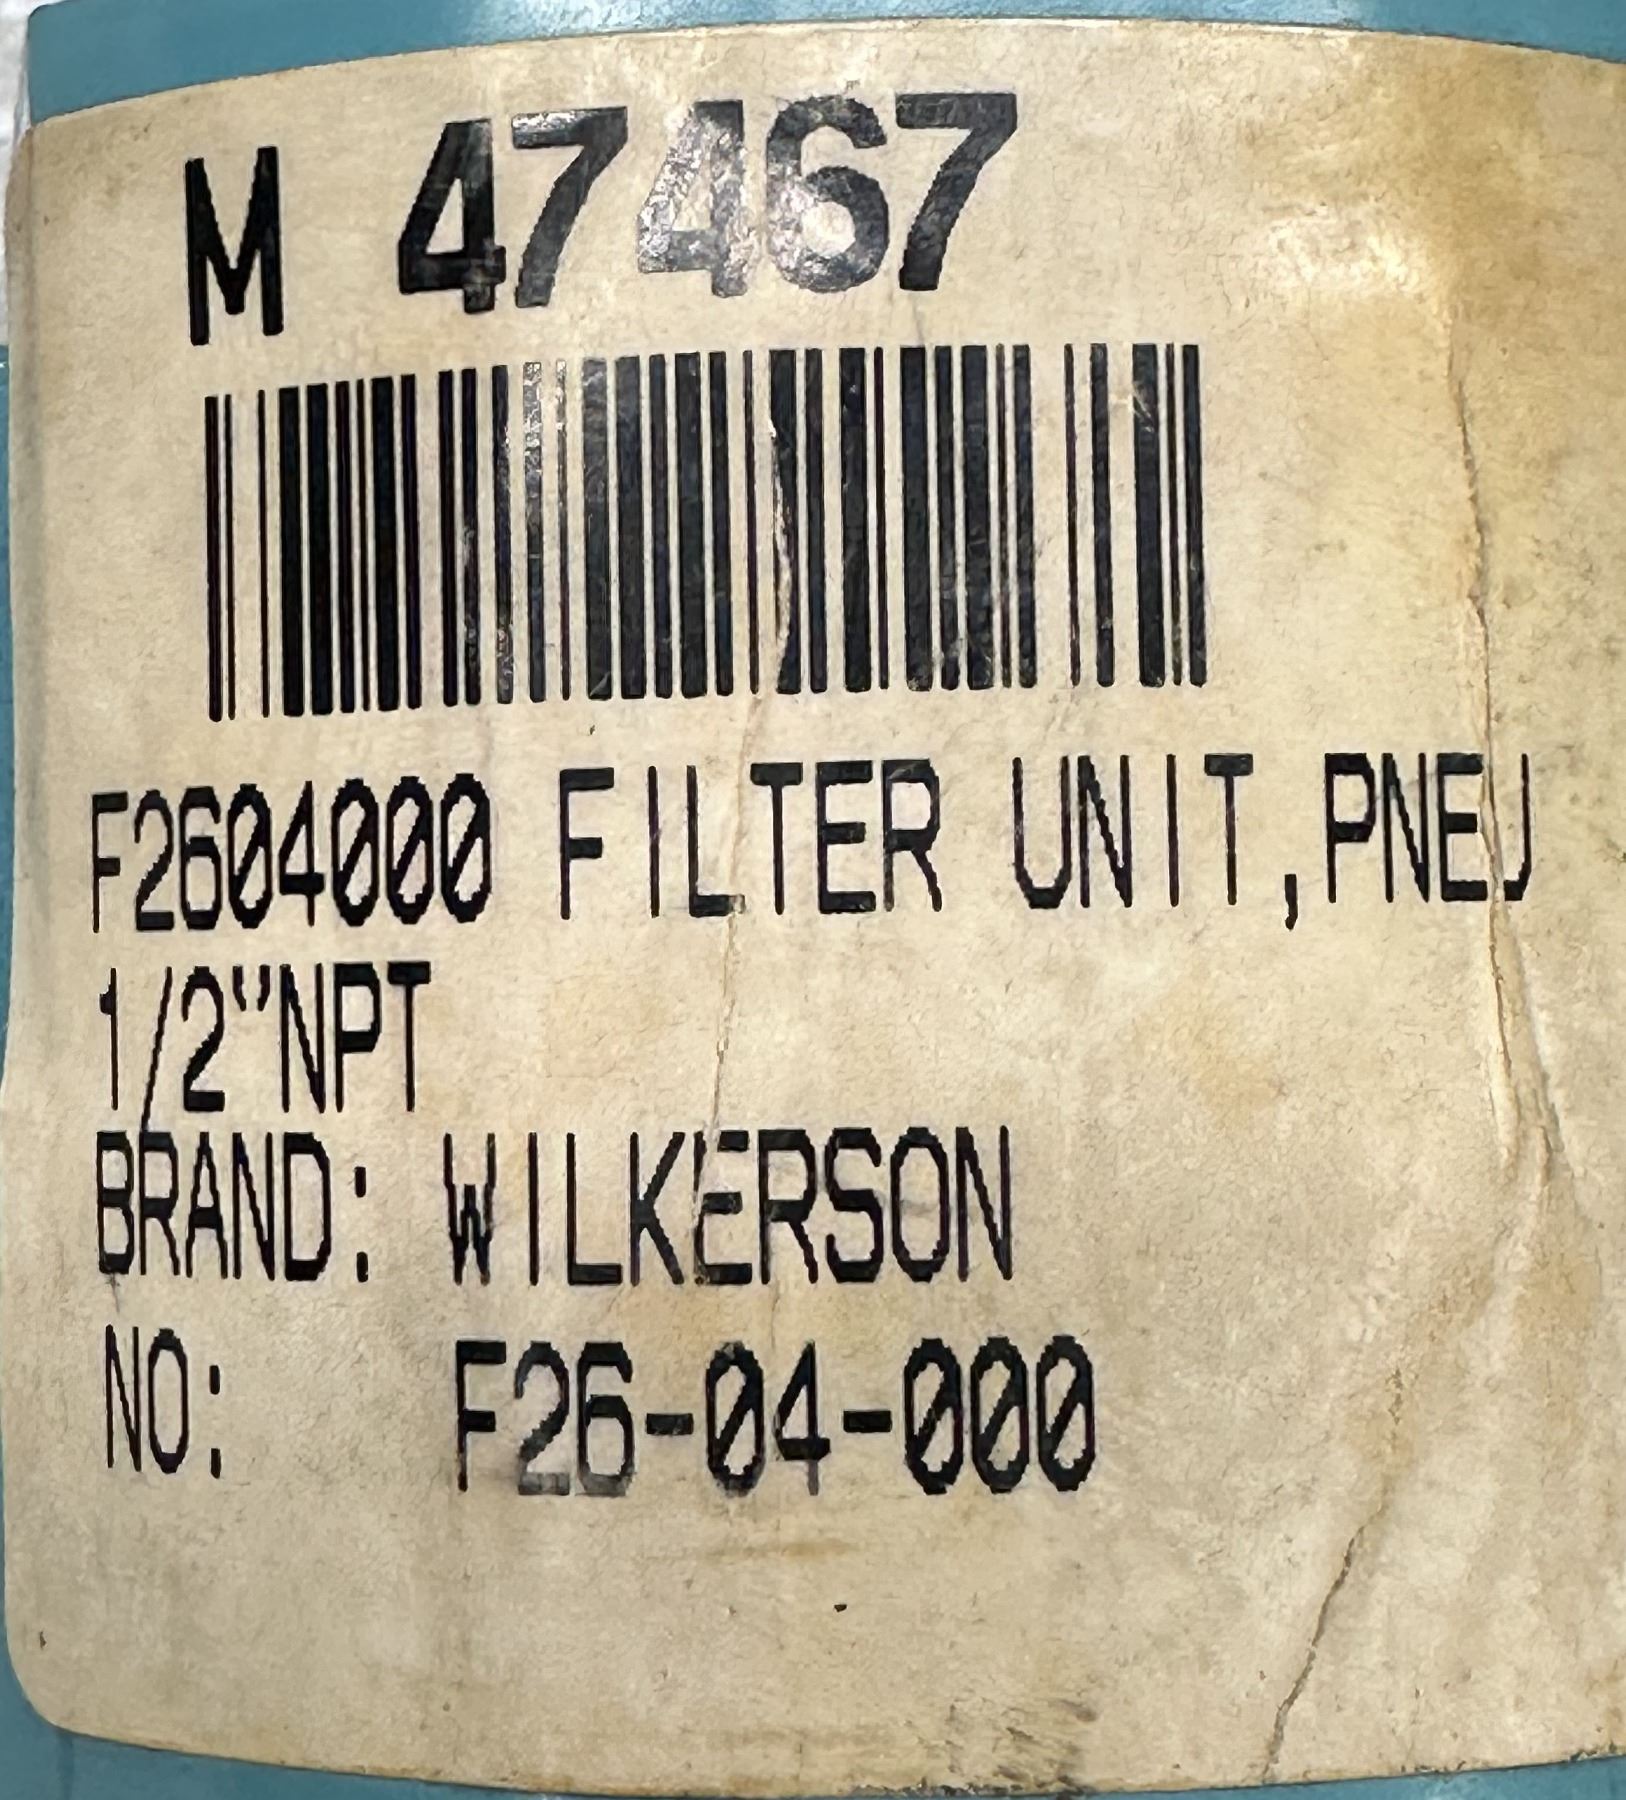 M 47467
F2604000 FILTER UNIT,PNEU
1/2"NPT
BRAND: WILKERSON
NO: F26-04-000